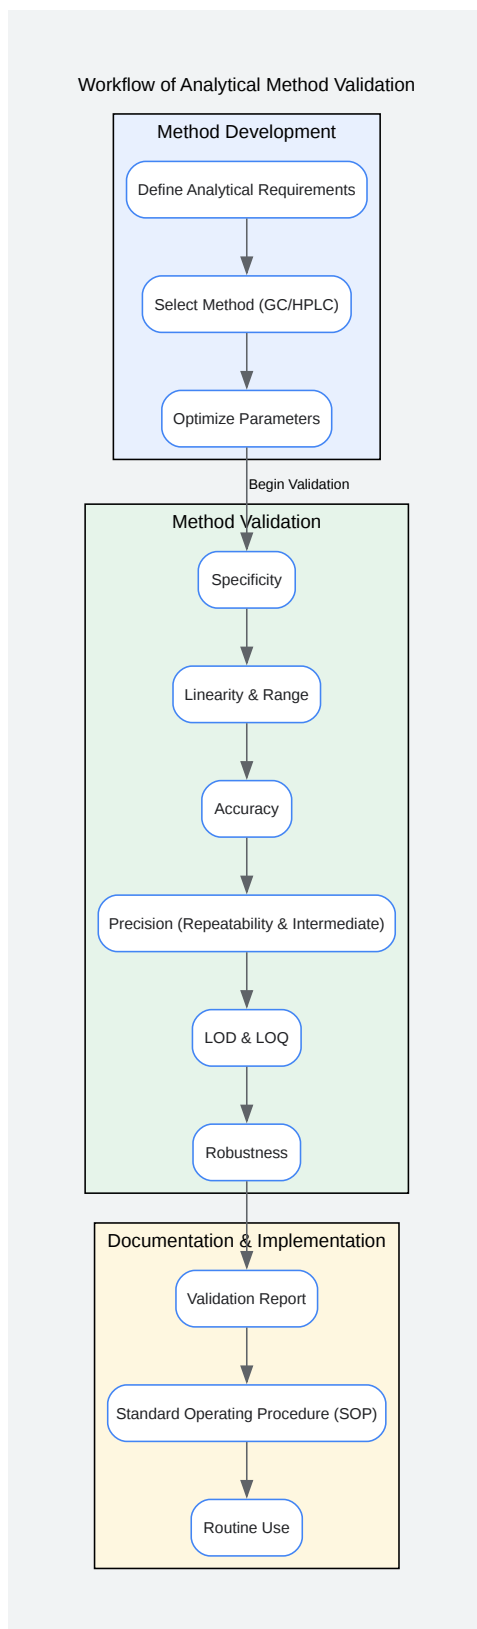 Workflow of Analytical Method Validation
Method Development
Define Analytical Requirements
Select Method (GC/HPLC)
Optimize Parameters
Begin Validation
Method Validation
Specificity
Linearity & Range
Accuracy
Precision (Repeatability & Intermediate)
LOD & LOQ
Robustness
Documentation & Implementation
Validation Report
Standard Operating Procedure (SOP)
Routine Use